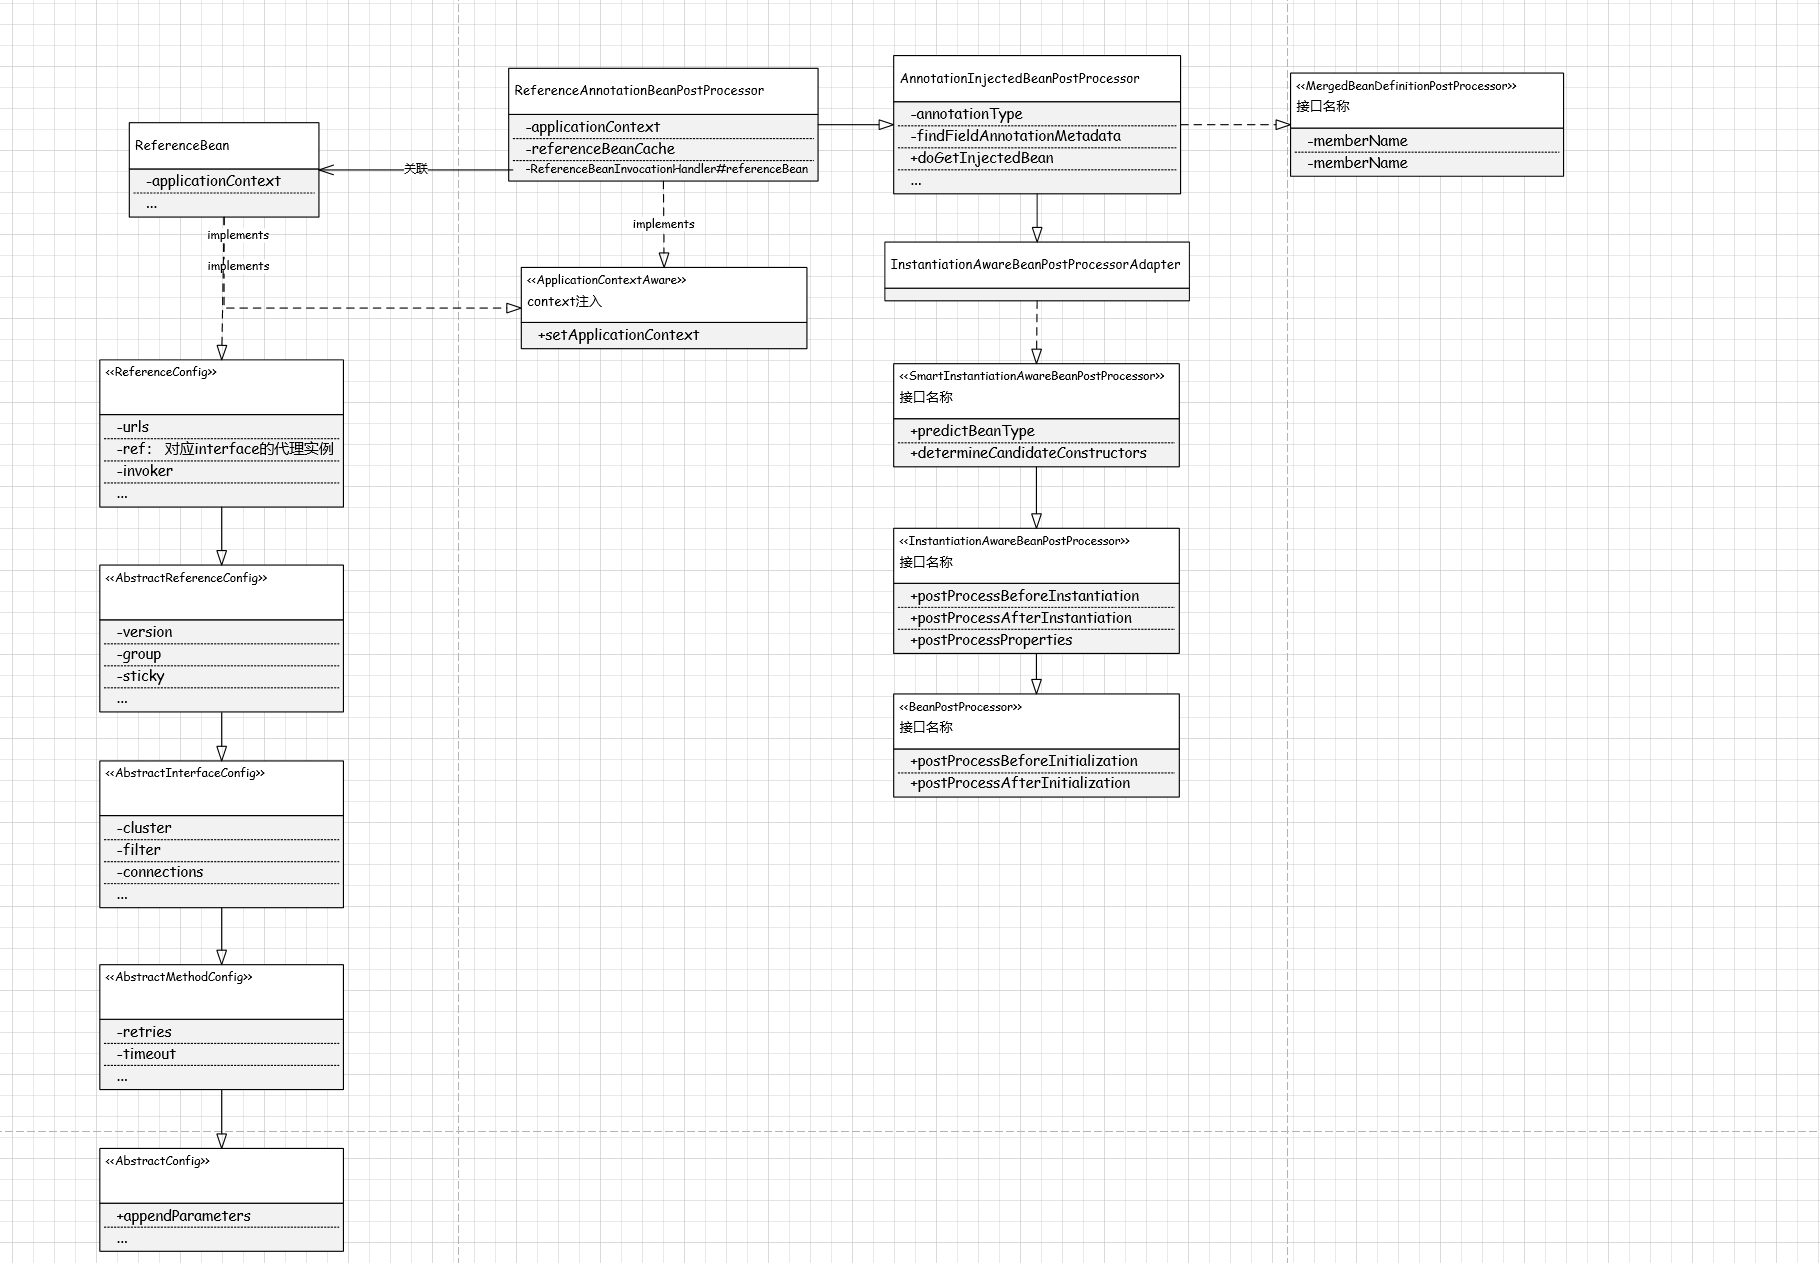 ReferenceBean
-applicationContext
...
ReferenceAnnotationBeanPostProcessor
-applicationContext
-referenceBeanCache
-ReferenceBeanInvocationHandler#referenceBean
关联
AnnotationInjectedBeanPostProcessor
-annotationType
-findFieldAnnotationMetadata
+doGetInjectedBean
...
<<MergedBeanDefinitionPostProcessor>>
接口名称
-memberName
-memberName
implements
implements
implements
<<ApplicationContextAware>>
context注入
+setApplicationContext
InstantiationAwareBeanPostProcessorAdapter
<<SmartInstantiationAwareBeanPostProcessor>>
接口名称
+predictBeanType
+determineCandidateConstructors
<<InstantiationAwareBeanPostProcessor>>
接口名称
+postProcessBeforeInstantiation
+postProcessAfterInstantiation
+postProcessProperties
<<BeanPostProcessor>>
接口名称
+postProcessBeforeInitialization
+postProcessAfterInitialization
<<ReferenceConfig>>
-urls
-ref: 对应interface的代理实例
-invoker
...
<<AbstractReferenceConfig>>
-version
-group
-sticky
...
<<AbstractInterfaceConfig>>
-cluster
-filter
-connections
...
<<AbstractMethodConfig>>
-retries
-timeout
...
<<AbstractConfig>>
+appendParameters
...